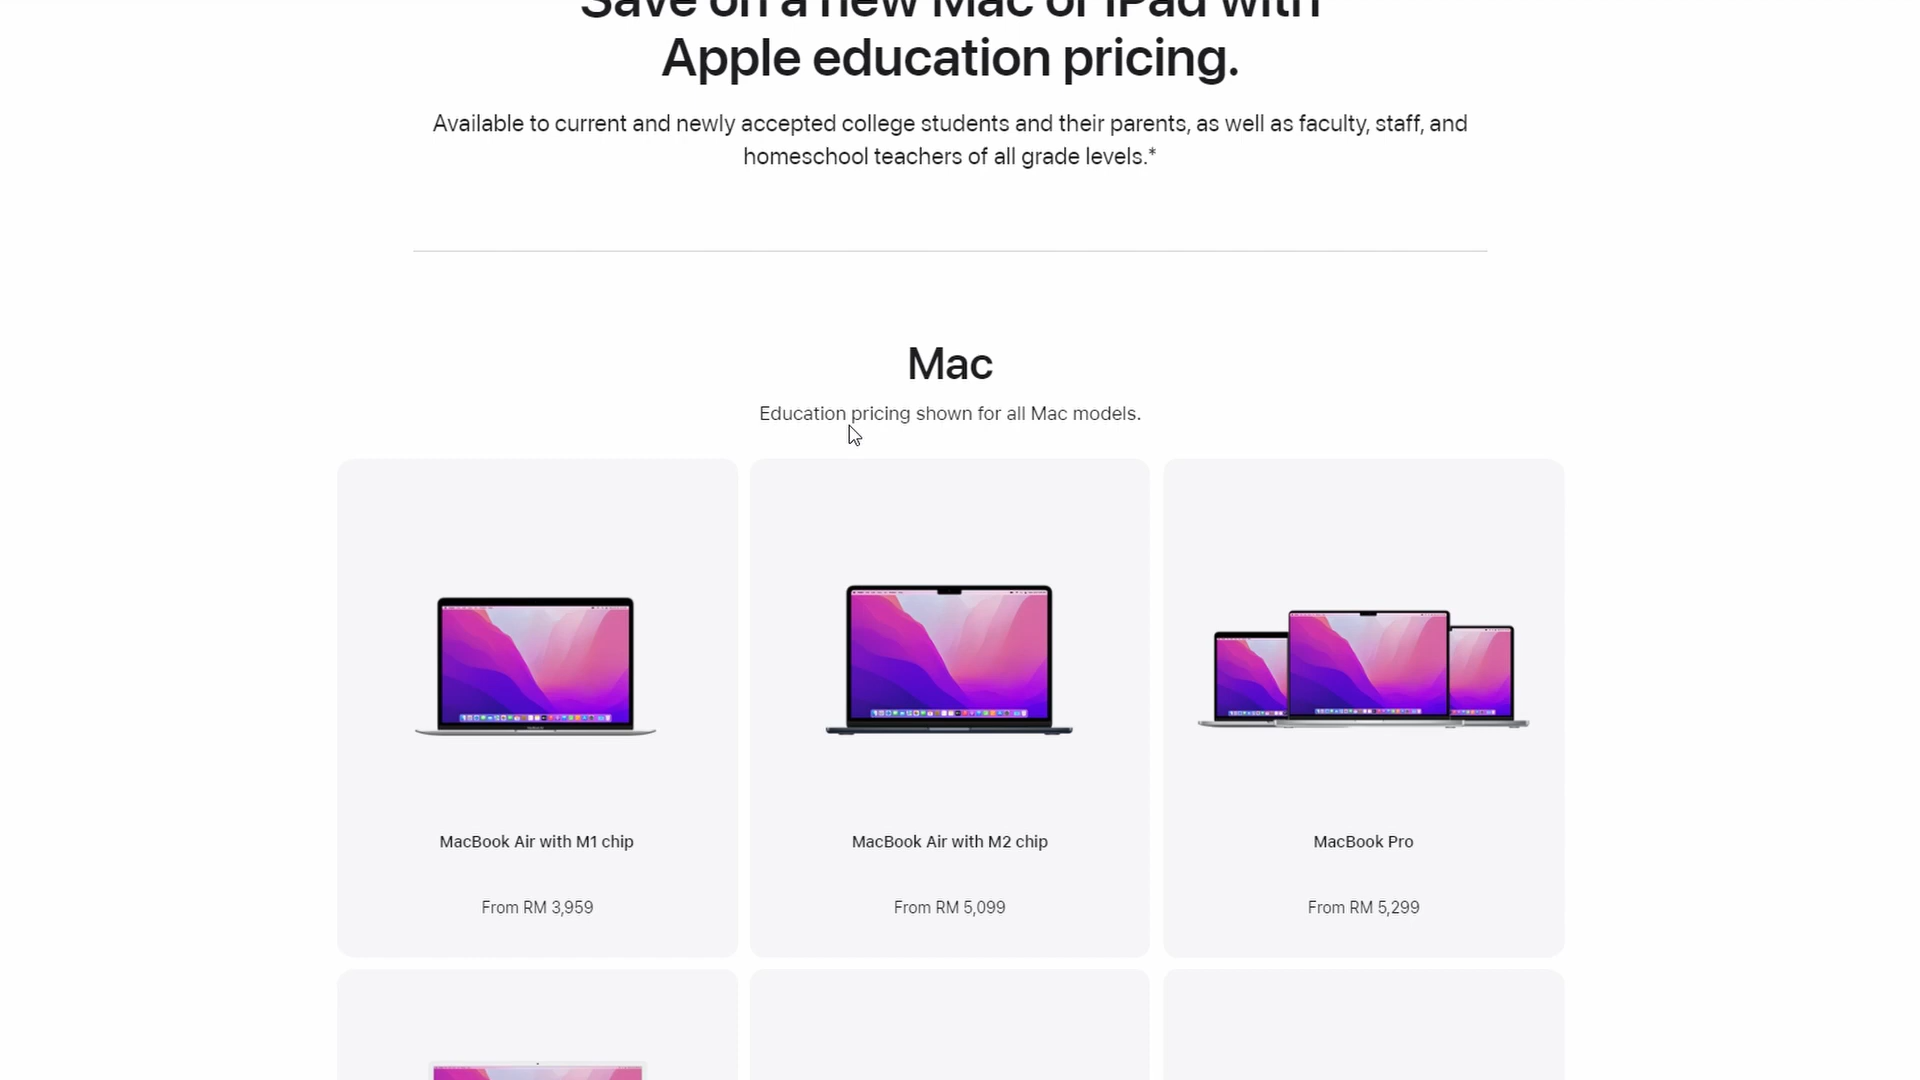 Save on a new Mac or iPad with
Apple education pricing.
Available to current and newly accepted college students and their parents, as well as faculty, staff, and
homeschool teachers of all grade levels.*
Mac
Education pricing shown for all Mac models.
MacBook Air with M1 chip
From RM 3,959
MacBook Air with M2 chip
From RM 5,099
MacBook Pro
From RM 5,299